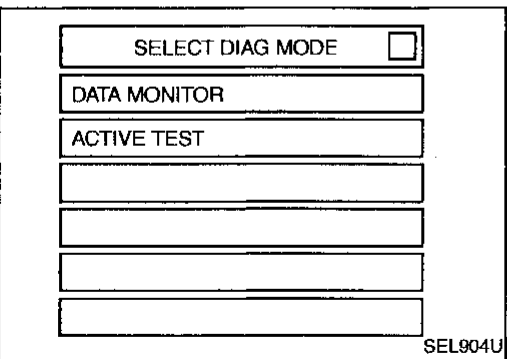 SELECT DIAG MODE
DATA MONITOR
ACTIVE TEST
SEL904U